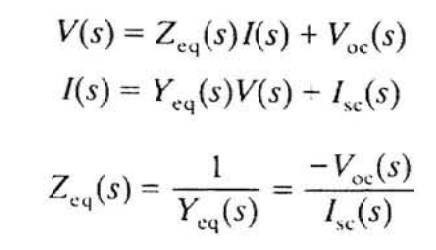 V(s) = Z_eq(s)I(s) + V_oc(s)
I(s) = Y_eq(s)V(s) + I_sc(s)
Z_eq(s) = 1/Y_eq(s) = -V_oc(s)/I_sc(s)